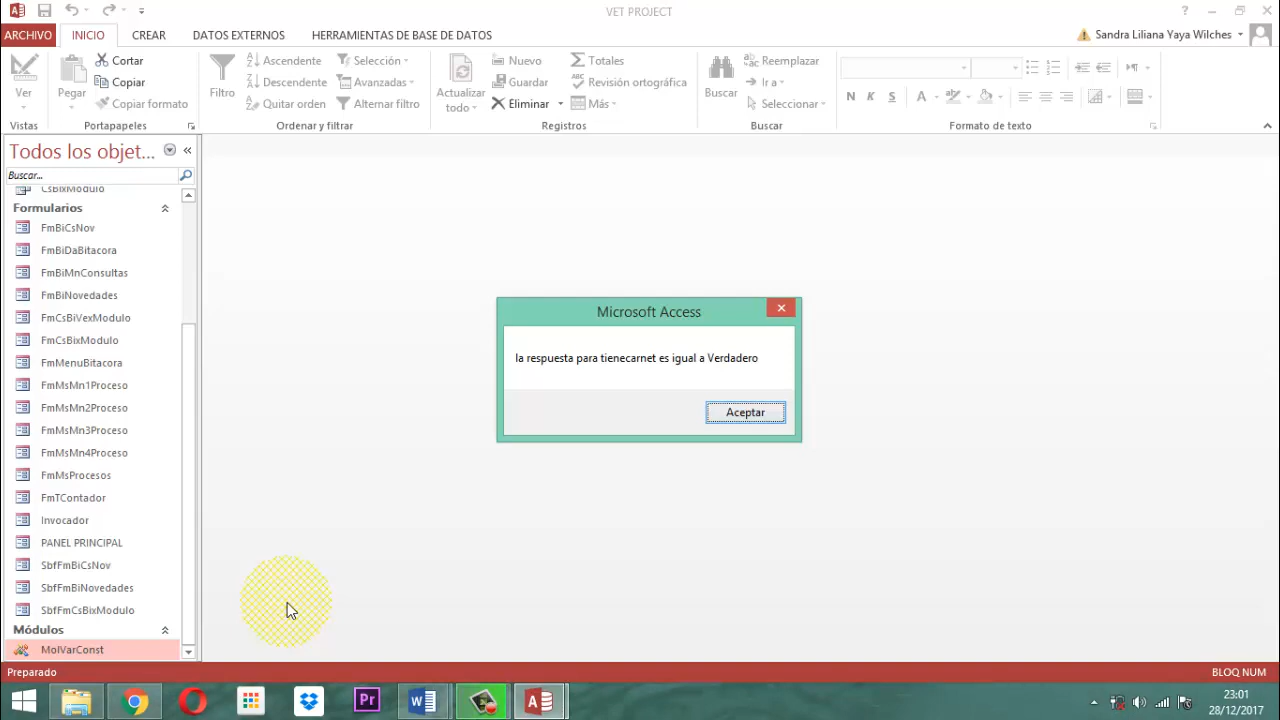 VET PROJECT
ARCHIVO INICIO CREAR DATOS EXTERNOS HERRAMIENTAS DE BASE DE DATOS Sandra Liliana Yaya Wilches
Ver
Vistas
Pegar
Cortar
Copiar
Copiar formato
Portapapeles
Filtro
Ascendente
Descendente
Quitar orden
Selección
Avanzadas
Alternar filtro
Ordenar y filtrar
Actualizar
todo
Nuevo
Guardar
Eliminar
Totales
Revisión ortográfica
Más
Registros
Buscar
Reemplazar
Ir a
Seleccionar
Buscar
N K S A
Formato de texto
Todos los objet...
Buscar...
CsBixModulo
Formularios
FmBiCsNov
FmBiDaBitacora
FmBiMnConsultas
FmBiNovedades
FmCsBiVexModulo
FmCsBixModulo
FmMenuBitacora
FmMsMn1Proceso
FmMsMn2Proceso
FmMsMn3Proceso
FmMsMn4Proceso
FmMsProcesos
FmTContador
Invocador
PANEL PRINCIPAL
SbfFmBiCsNov
SbfFmBiNovedades
SbfFmCsBixModulo
Módulos
MolVarConst
Microsoft Access
la respuesta para tienecarnet es igual a Verdadero
Aceptar
Preparado BLOQ NUM
Pr
23:01
28/12/2017